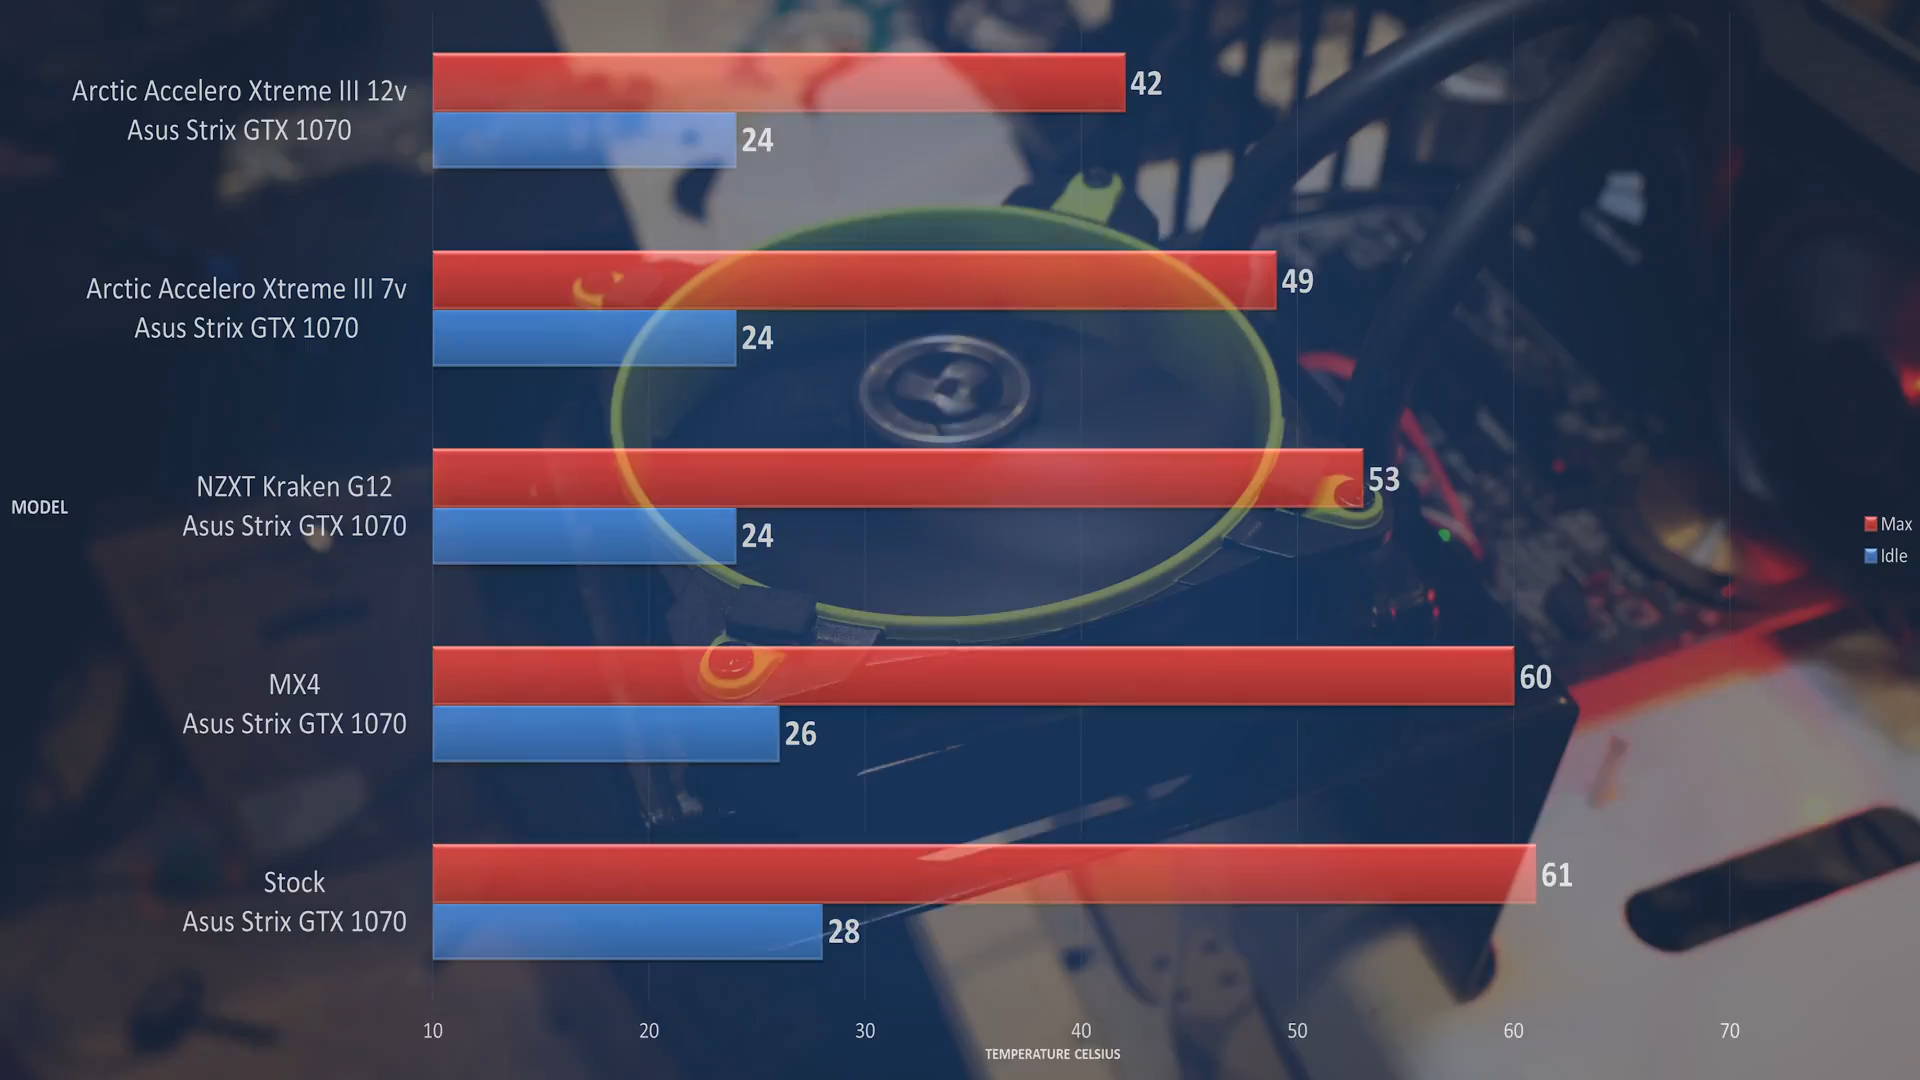 Arctic Accelero Xtreme III 12v
Asus Strix GTX 1070
42
24
Arctic Accelero Xtreme III 7v
Asus Strix GTX 1070
49
24
NZXT Kraken G12
Asus Strix GTX 1070
53
24
MODEL
Max
Idle
MX4
Asus Strix GTX 1070
60
26
Stock
Asus Strix GTX 1070
61
28
10 20 30 40 50 60 70
TEMPERATURE CELSIUS